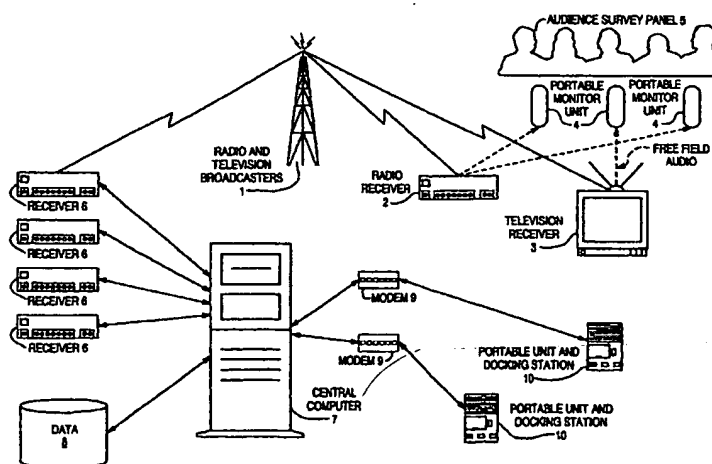 AUDIENCE SURVEY PANEL 5
PORTABLE
MONITOR
UNIT
4
PORTABLE
MONITOR
UNIT
4
FREE FIELD
AUDIO
RADIO AND
TELEVISION
BROADCASTERS
1
RADIO
RECEIVER
2
TELEVISION
RECEIVER
3
RECEIVER 6
RECEIVER 6
RECEIVER 6
RECEIVER 6
MODEM 9
MODEM 9
CENTRAL
COMPUTER
7
PORTABLE UNIT AND
DOCKING STATION
10
PORTABLE UNIT AND
DOCKING STATION
10
DATA
8